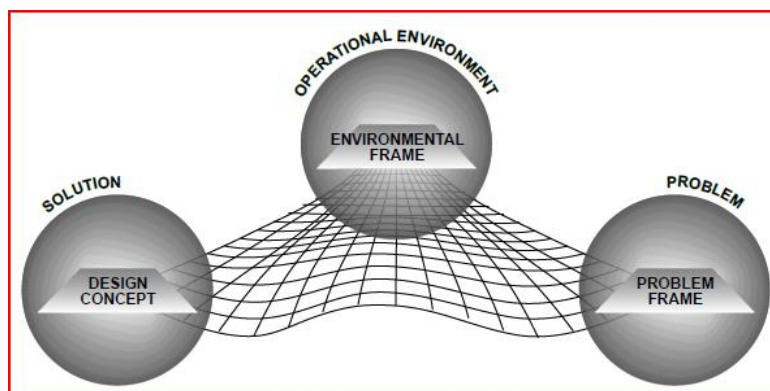 OPERATIONAL ENVIRONMENT
ENVIRONMENTAL
FRAME
SOLUTION
DESIGN
CONCEPT
PROBLEM
PROBLEM
FRAME